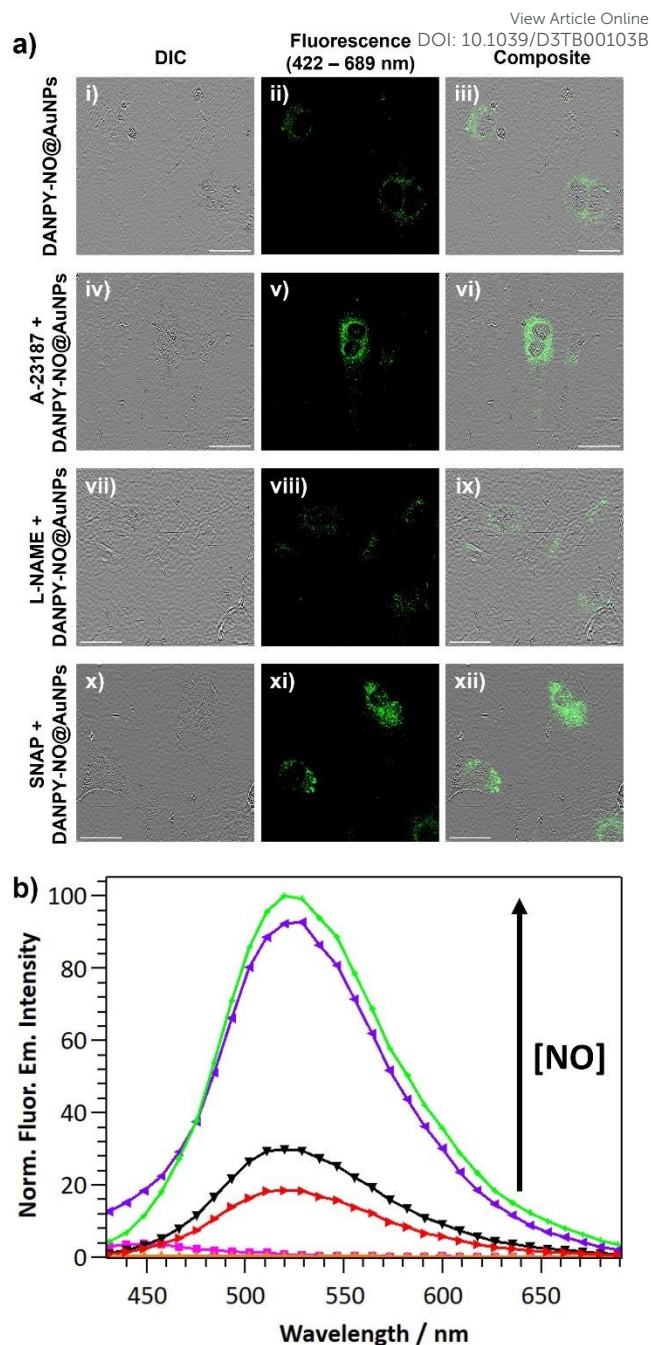 View Article Online
DOI: 10.1039/D3TB00103B
a)
DIC
Fluorescence
(422 – 689 nm)
Composite
DANPY-NO@AuNPs
i)
ii)
iii)
A-23187 +
DANPY-NO@AuNPs
iv)
v)
vi)
L-NAME +
DANPY-NO@AuNPs
vii)
viii)
ix)
SNAP +
DANPY-NO@AuNPs
x)
xi)
xii)
b)
Norm. Fluor. Em. Intensity
100
80
60
40
20
0
[NO]
450
500
550
600
650
Wavelength / nm